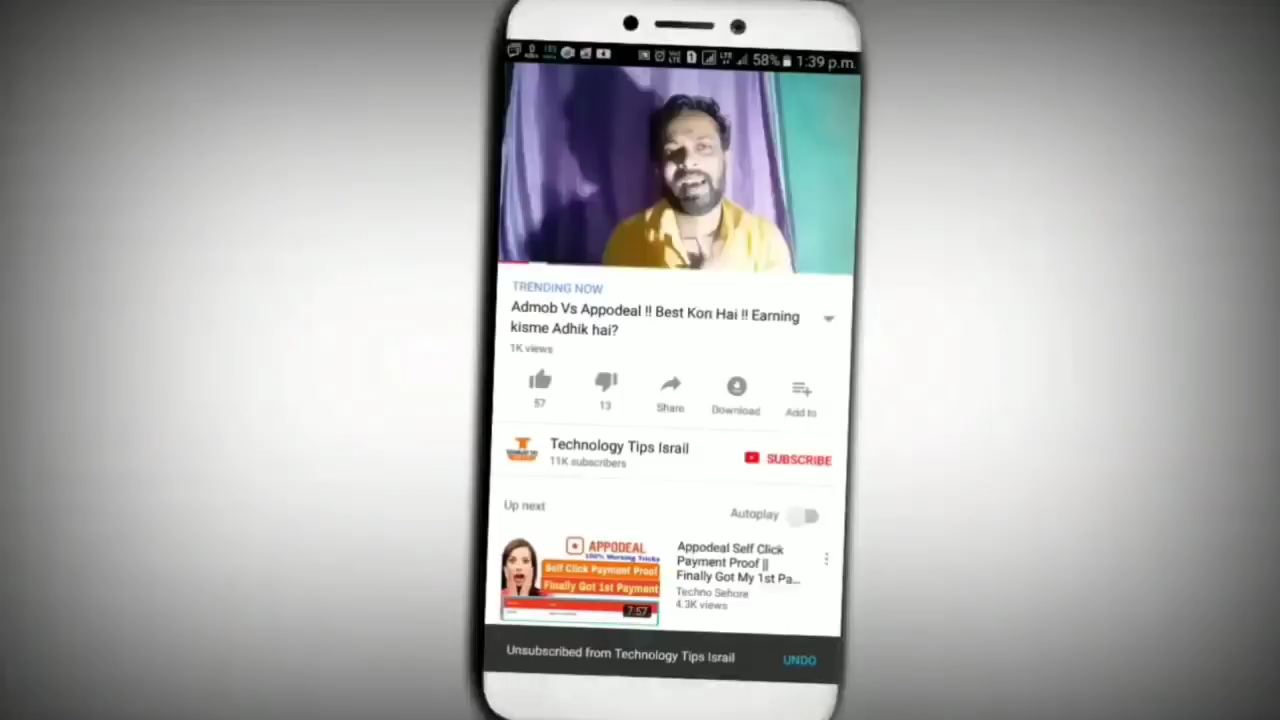 58% 1:39 p.m.
TRENDING NOW
Admob Vs Appodeal !! Best Kon Hai !! Earning
kisme Adhik hai?
1K views
57
13
Share
Download
Add to
Technology Tips Israil
11K subscribers
SUBSCRIBE
Up next
Autoplay
APPODEAL
100% Working Tricks
Self Click Payment Proof
Finally Got 1st Payment
7:57
Appodeal Self Click
Payment Proof ||
Finally Got My 1st Pa...
Techno Sehore
4.3K views
Unsubscribed from Technology Tips Israil
UNDO